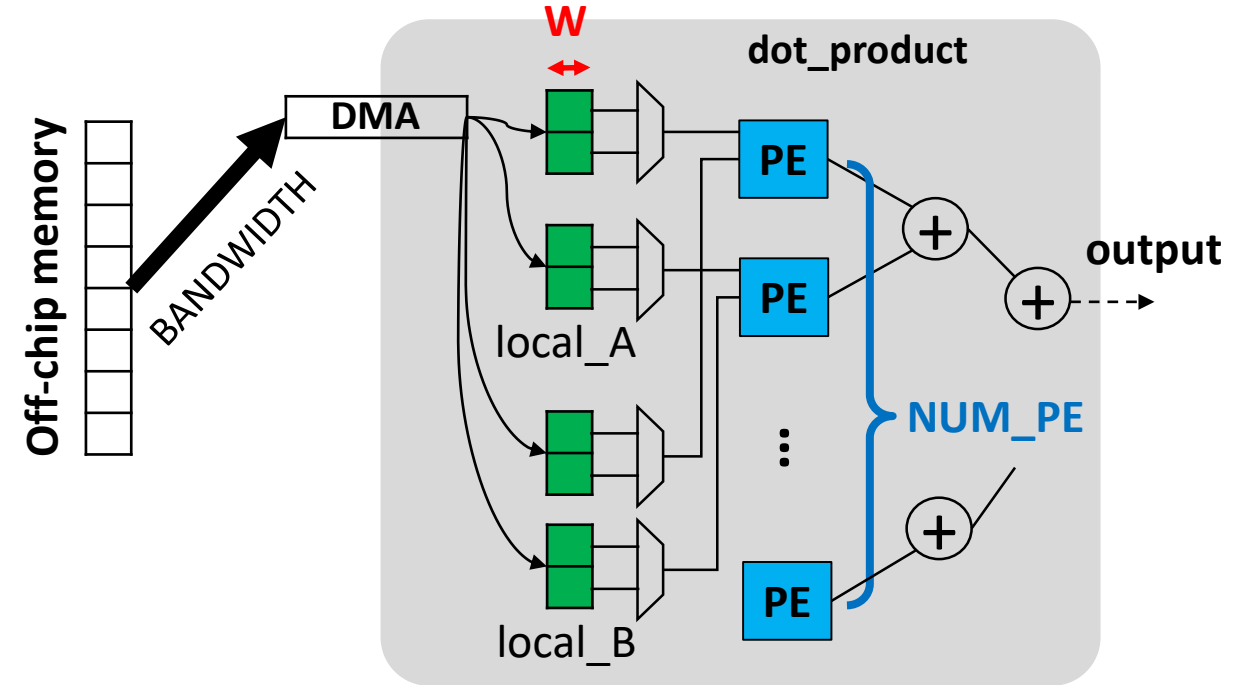 W
dot_product
DMA
Off-chip memory
BANDWIDTH
PE
+
output
PE
+
local_A
NUM_PE
+
PE
local_B